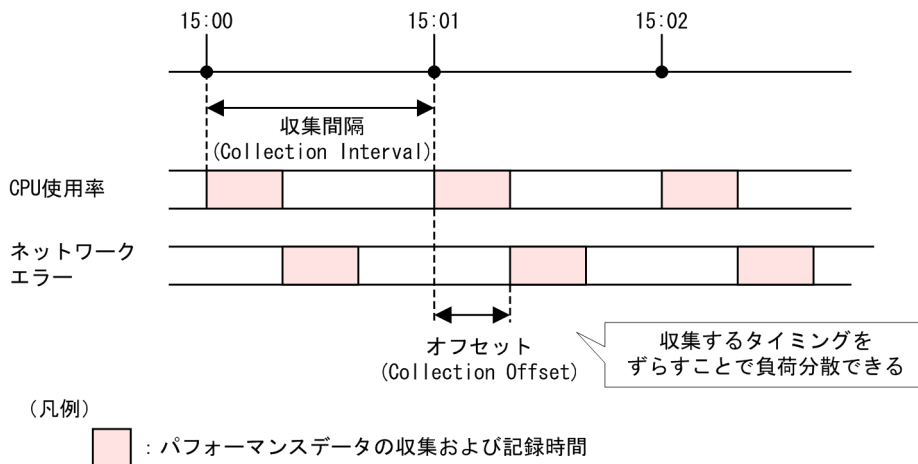 15:00
15:01
15:02
収集間隔
(Collection Interval)
CPU使用率
ネットワーク
エラー
オフセット
(Collection Offset)
収集するタイミングを
ずらすことで負荷分散できる
(凡例)
：パフォーマンスデータの収集および記録時間